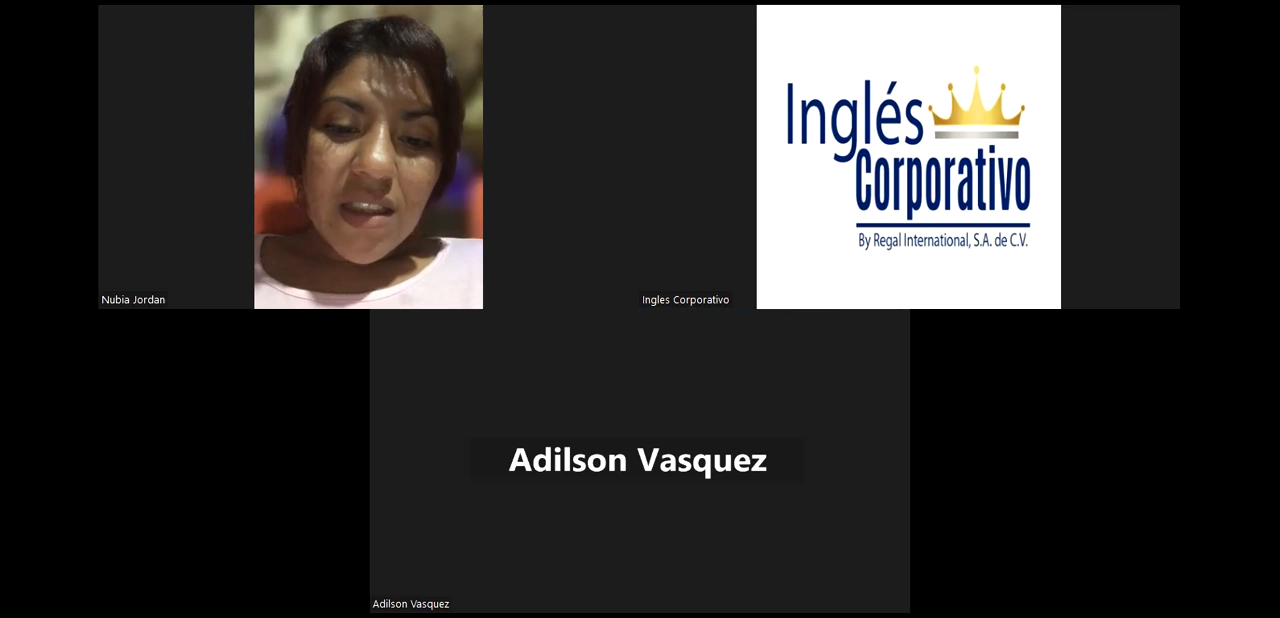 Inglés
Corporativo
By Regal International, S.A. de C.V.
Nubia Jordan
Ingles Corporativo
Adilson Vasquez
Adilson Vasquez